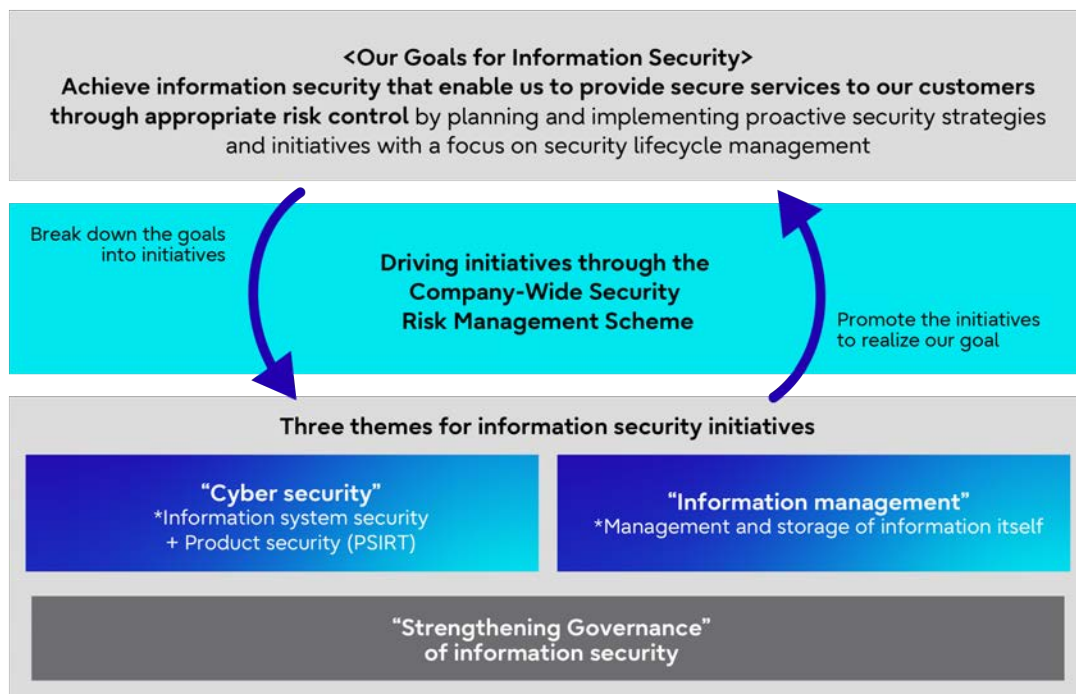 <Our Goals for Information Security>
Achieve information security that enable us to provide secure services to our customers
through appropriate risk control by planning and implementing proactive security strategies
and initiatives with a focus on security lifecycle management
Break down the goals
into initiatives
Driving initiatives through the
Company-Wide Security
Risk Management Scheme
Promote the initiatives
to realize our goal
Three themes for information security initiatives
“Cyber security”
*Information system security
+ Product security (PSIRT)
“Information management”
*Management and storage of information itself
“Strengthening Governance”
of information security